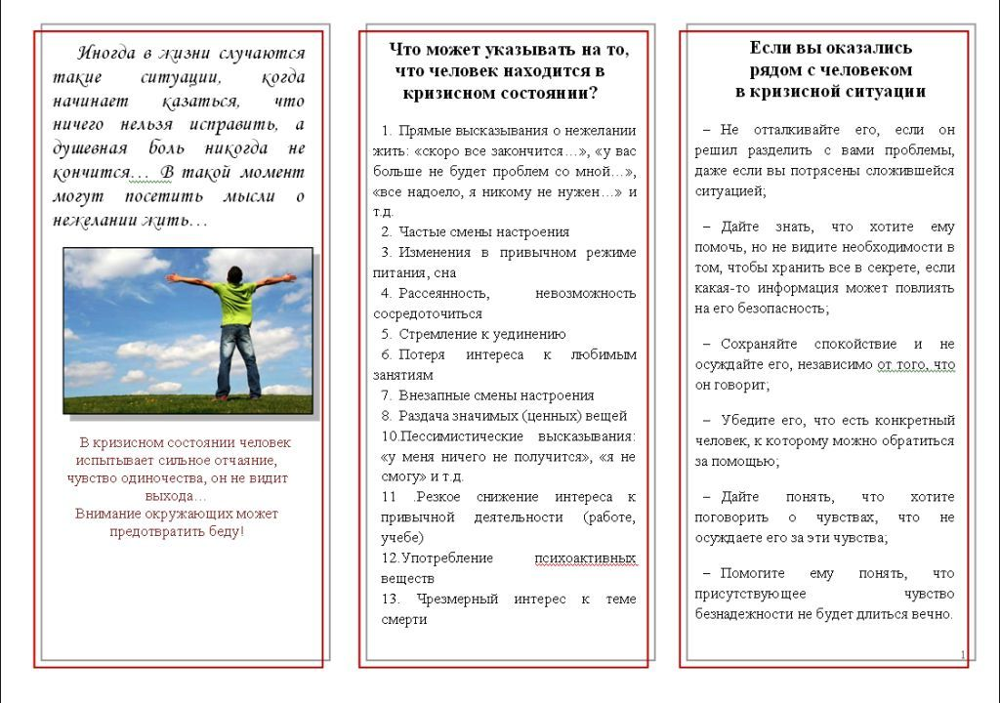 Иногда в жизни случаются
такие ситуации, когда
начинает казаться, что
ничего нельзя исправить, а
душевная боль никогда не
кончится… В такой момент
могут посетить мысли о
нежелании жить…
В кризисном состоянии человек
испытывает сильное отчаяние,
чувство одиночества, он не видит
выхода…
Внимание окружающих может
предотвратить беду!
Что может указывать на то,
что человек находится в
кризисном состоянии?
1. Прямые высказывания о нежелании
жить: «скоро все закончится…», «у вас
больше не будет проблем со мной…»,
«все надоело, я никому не нужен…» и
т.д.
2. Частые смены настроения
3. Изменения в привычном режиме
питания, сна
4. Рассеянность, невозможность
сосредоточиться
5. Стремление к уединению
6. Потеря интереса к любимым
занятиям
7. Внезапные смены настроения
8. Раздача значимых (ценных) вещей
10.Пессимистические высказывания:
«у меня ничего не получится», «я не
смогу» и т.д.
11 .Резкое снижение интереса к
привычной деятельности (работе,
учебе)
12.Употребление психоактивных
веществ
13. Чрезмерный интерес к теме
смерти
Если вы оказались
рядом с человеком
в кризисной ситуации
– Не отталкивайте его, если он
решил разделить с вами проблемы,
даже если вы потрясены сложившейся
ситуацией;
– Дайте знать, что хотите ему
помочь, но не видите необходимости в
том, чтобы хранить все в секрете, если
какая-то информация может повлиять
на его безопасность;
– Сохраняйте спокойствие и не
осуждайте его, независимо от того, что
он говорит;
– Убедите его, что есть конкретный
человек, к которому можно обратиться
за помощью;
– Дайте понять, что хотите
поговорить о чувствах, что не
осуждаете его за эти чувства;
– Помогите ему понять, что
присутствующее чувство
безнадежности не будет длиться вечно.
1